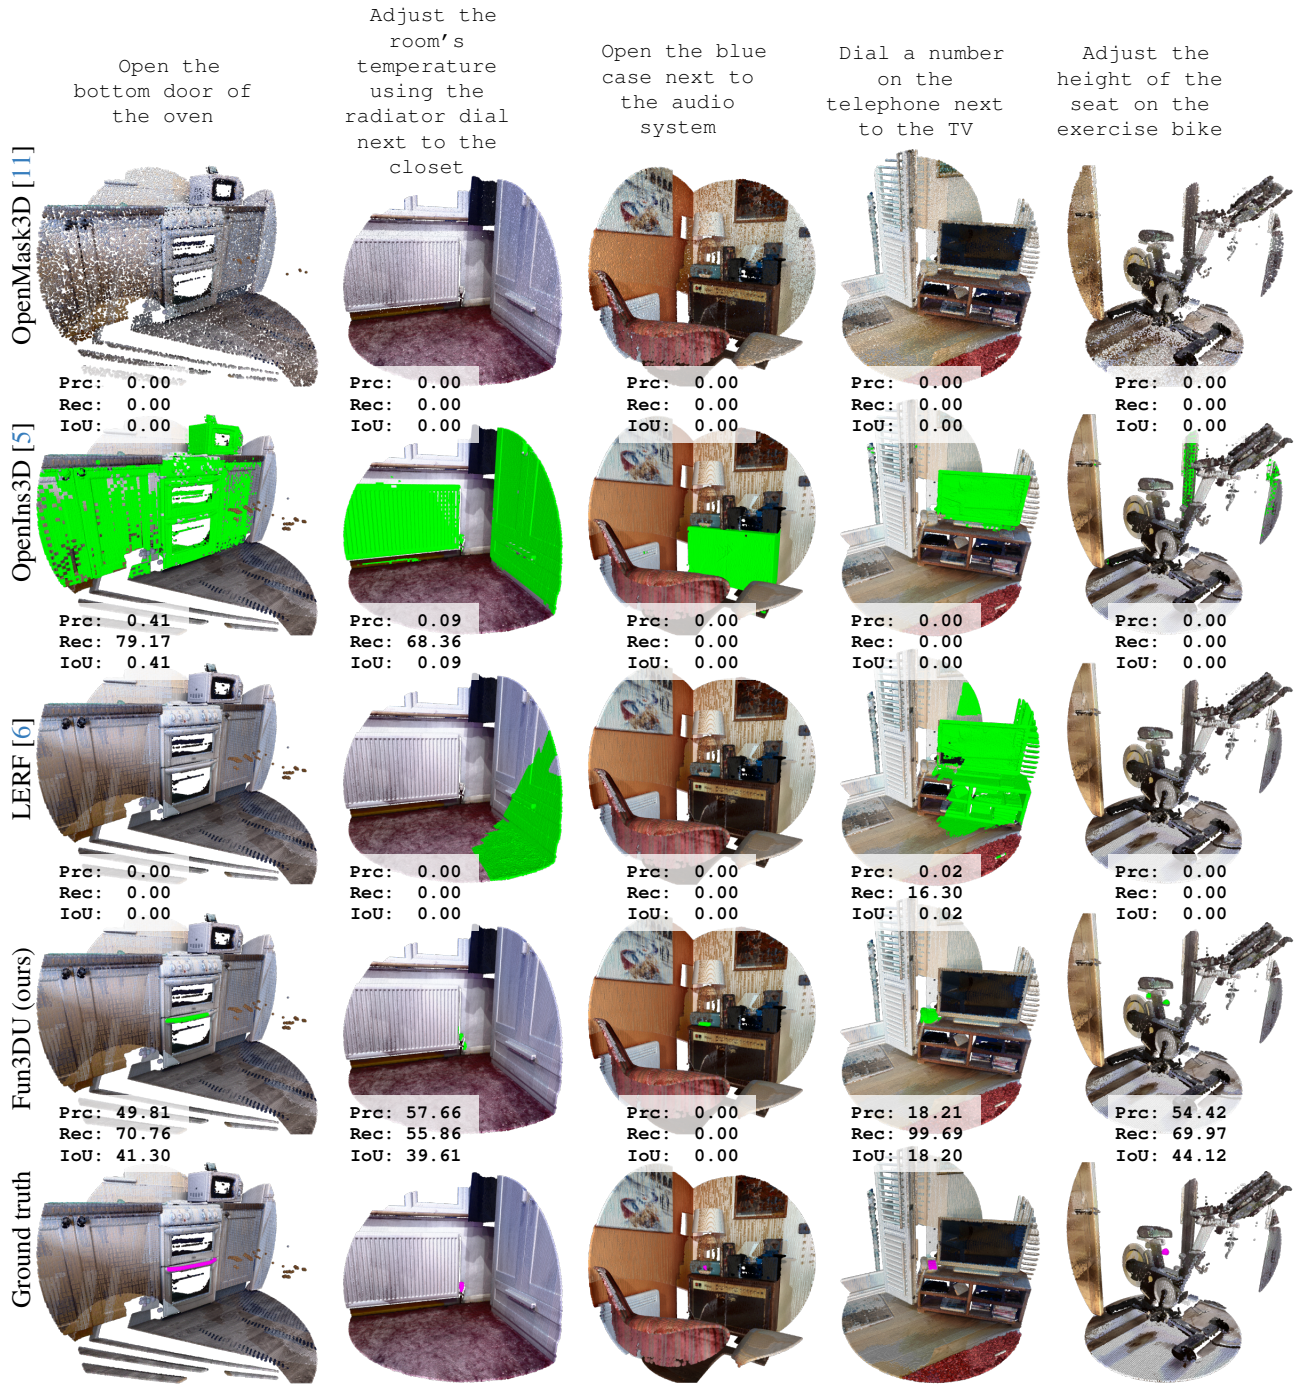 Open the
bottom door of
the oven
Adjust the
room's
temperature
using the
radiator dial
next to the
closet
Open the blue
case next to
the audio
system
Dial a number
on the
telephone next
to the TV
Adjust the
height of the
seat on the
exercise bike
OpenMask3D [11]
Prc: 0.00
Rec: 0.00
IoU: 0.00
Prc: 0.00
Rec: 0.00
IoU: 0.00
Prc: 0.00
Rec: 0.00
IoU: 0.00
Prc: 0.00
Rec: 0.00
IoU: 0.00
Prc: 0.00
Rec: 0.00
IoU: 0.00
OpenIns3D [5]
Prc: 0.41
Rec: 79.17
IoU: 0.41
Prc: 0.09
Rec: 68.36
IoU: 0.09
Prc: 0.00
Rec: 0.00
IoU: 0.00
Prc: 0.00
Rec: 0.00
IoU: 0.00
Prc: 0.00
Rec: 0.00
IoU: 0.00
LERF [6]
Prc: 0.00
Rec: 0.00
IoU: 0.00
Prc: 0.00
Rec: 0.00
IoU: 0.00
Prc: 0.00
Rec: 0.00
IoU: 0.00
Prc: 0.02
Rec: 16.30
IoU: 0.02
Prc: 0.00
Rec: 0.00
IoU: 0.00
Fun3DU (ours)
Prc: 49.81
Rec: 70.76
IoU: 41.30
Prc: 57.66
Rec: 55.86
IoU: 39.61
Prc: 0.00
Rec: 0.00
IoU: 0.00
Prc: 18.21
Rec: 99.69
IoU: 18.20
Prc: 54.42
Rec: 69.97
IoU: 44.12
Ground truth